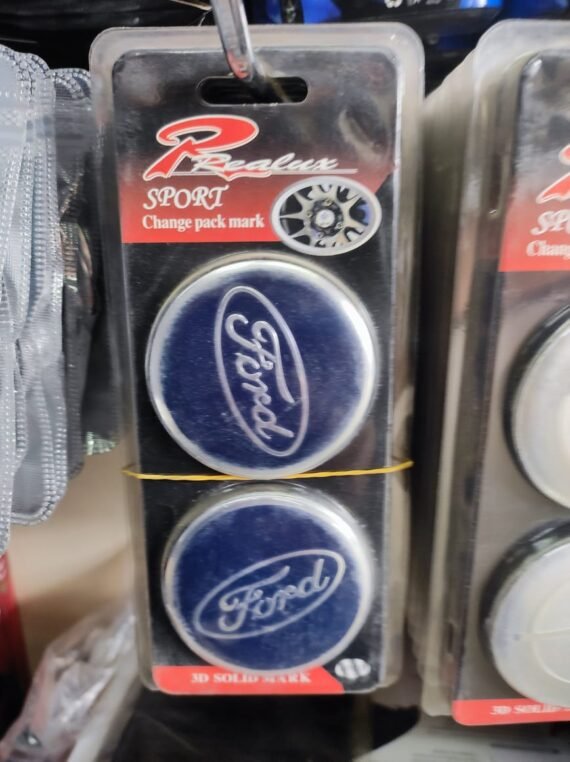 Realux
SPORT
Change pack mark
Ford
Ford
3D SOLID MARK